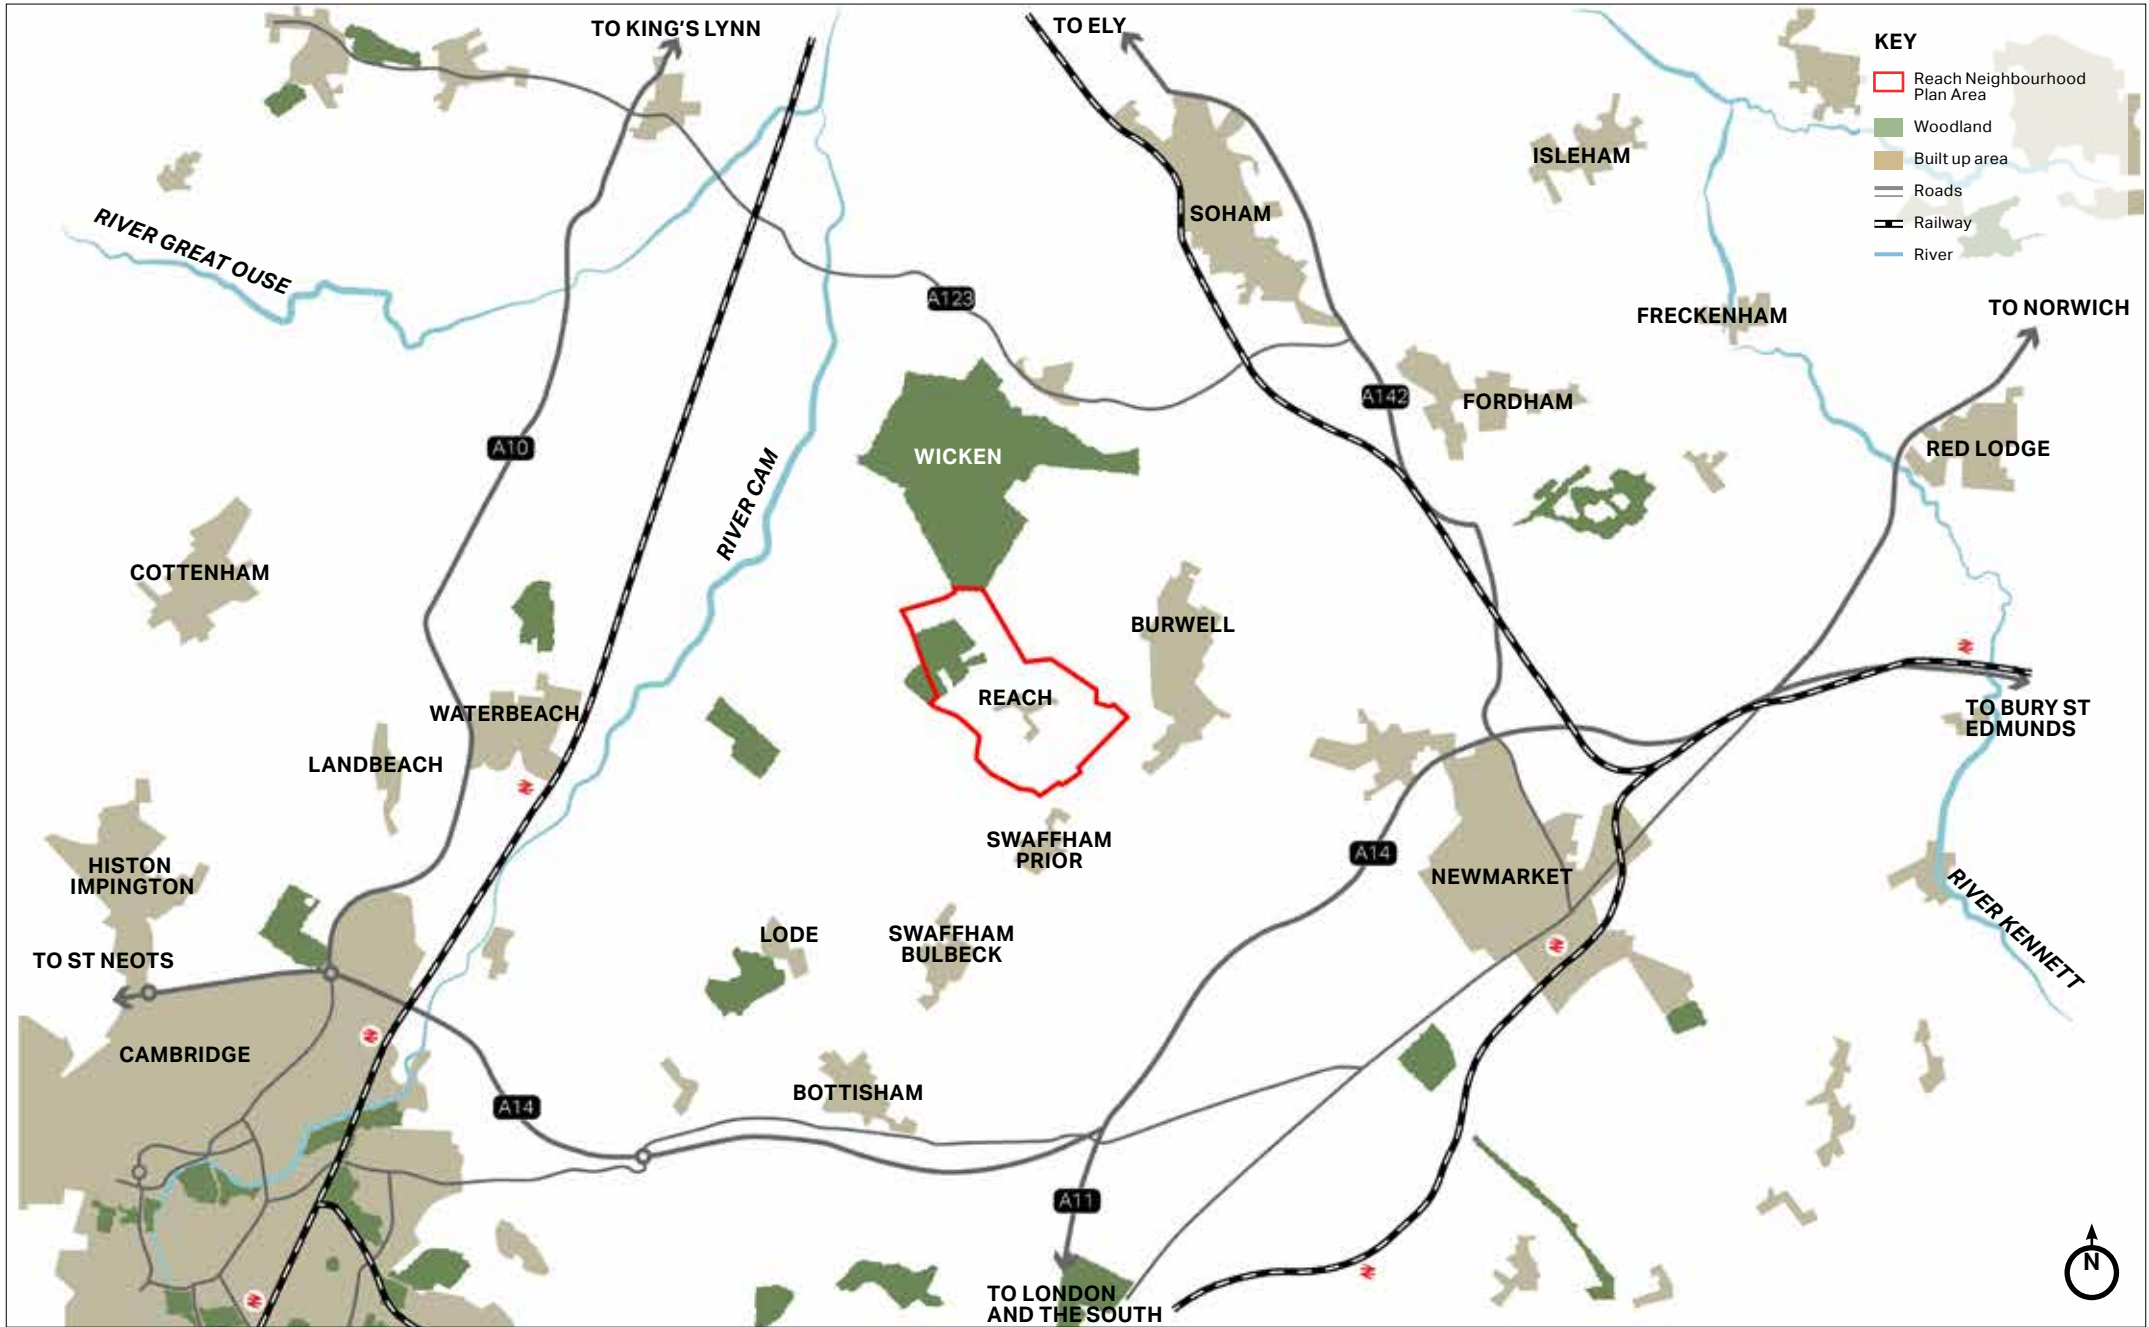 TO KING'S LYNN
TO ELY
KEY
Reach Neighbourhood
Plan Area
Woodland
Built up area
Roads
Railway
River
ISLEHAM
SOHAM
RIVER GREAT OUSE
A123
FRECKENHAM
TO NORWICH
A142
FORDHAM
A10
WICKEN
RED LODGE
RIVER CAM
COTTENHAM
BURWELL
REACH
WATERBEACH
TO BURY ST
EDMUNDS
LANDBEACH
SWAFFHAM
PRIOR
A14
HISTON
IMPINGTON
NEWMARKET
RIVER KENNETT
LODE
SWAFFHAM
BULBECK
TO ST NEOTS
CAMBRIDGE
BOTTISHAM
A14
A11
N
TO LONDON
AND THE SOUTH